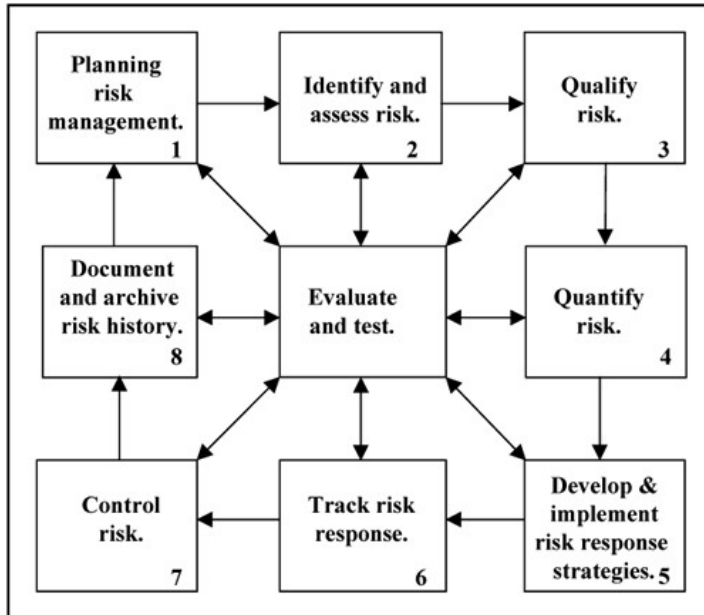 Planning
risk
management.
1
Identify and
assess risk.
2
Qualify
risk.
3
Document
and archive
risk history.
8
Evaluate
and test.
Quantify
risk.
4
Control
risk.
7
Track risk
response.
6
Develop &
implement
risk response
strategies. 5